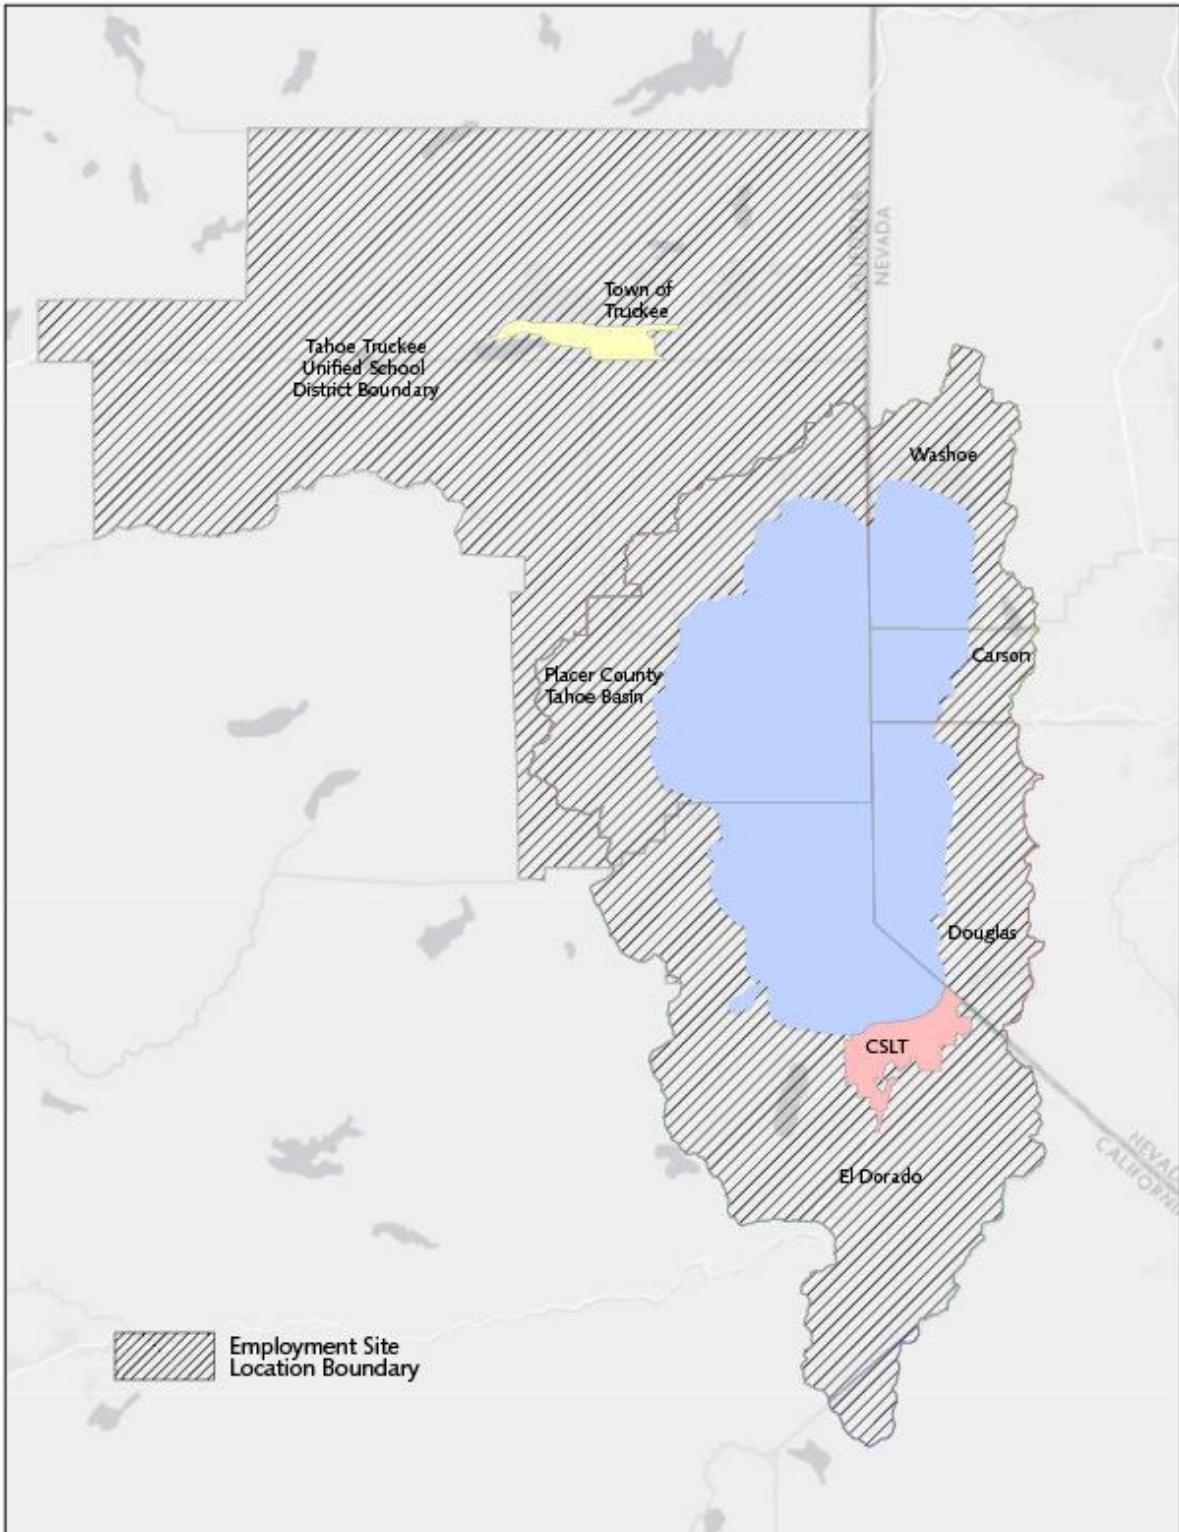 CALIFORNIA
NEVADA
Town of
Truckee
Tahoe Truckee
Unified School
District Boundary
Washoe
Carson
Placer County
Tahoe Basin
Douglas
CSLT
NEVADA
CALIFORNIA
El Dorado
Employment Site
Location Boundary